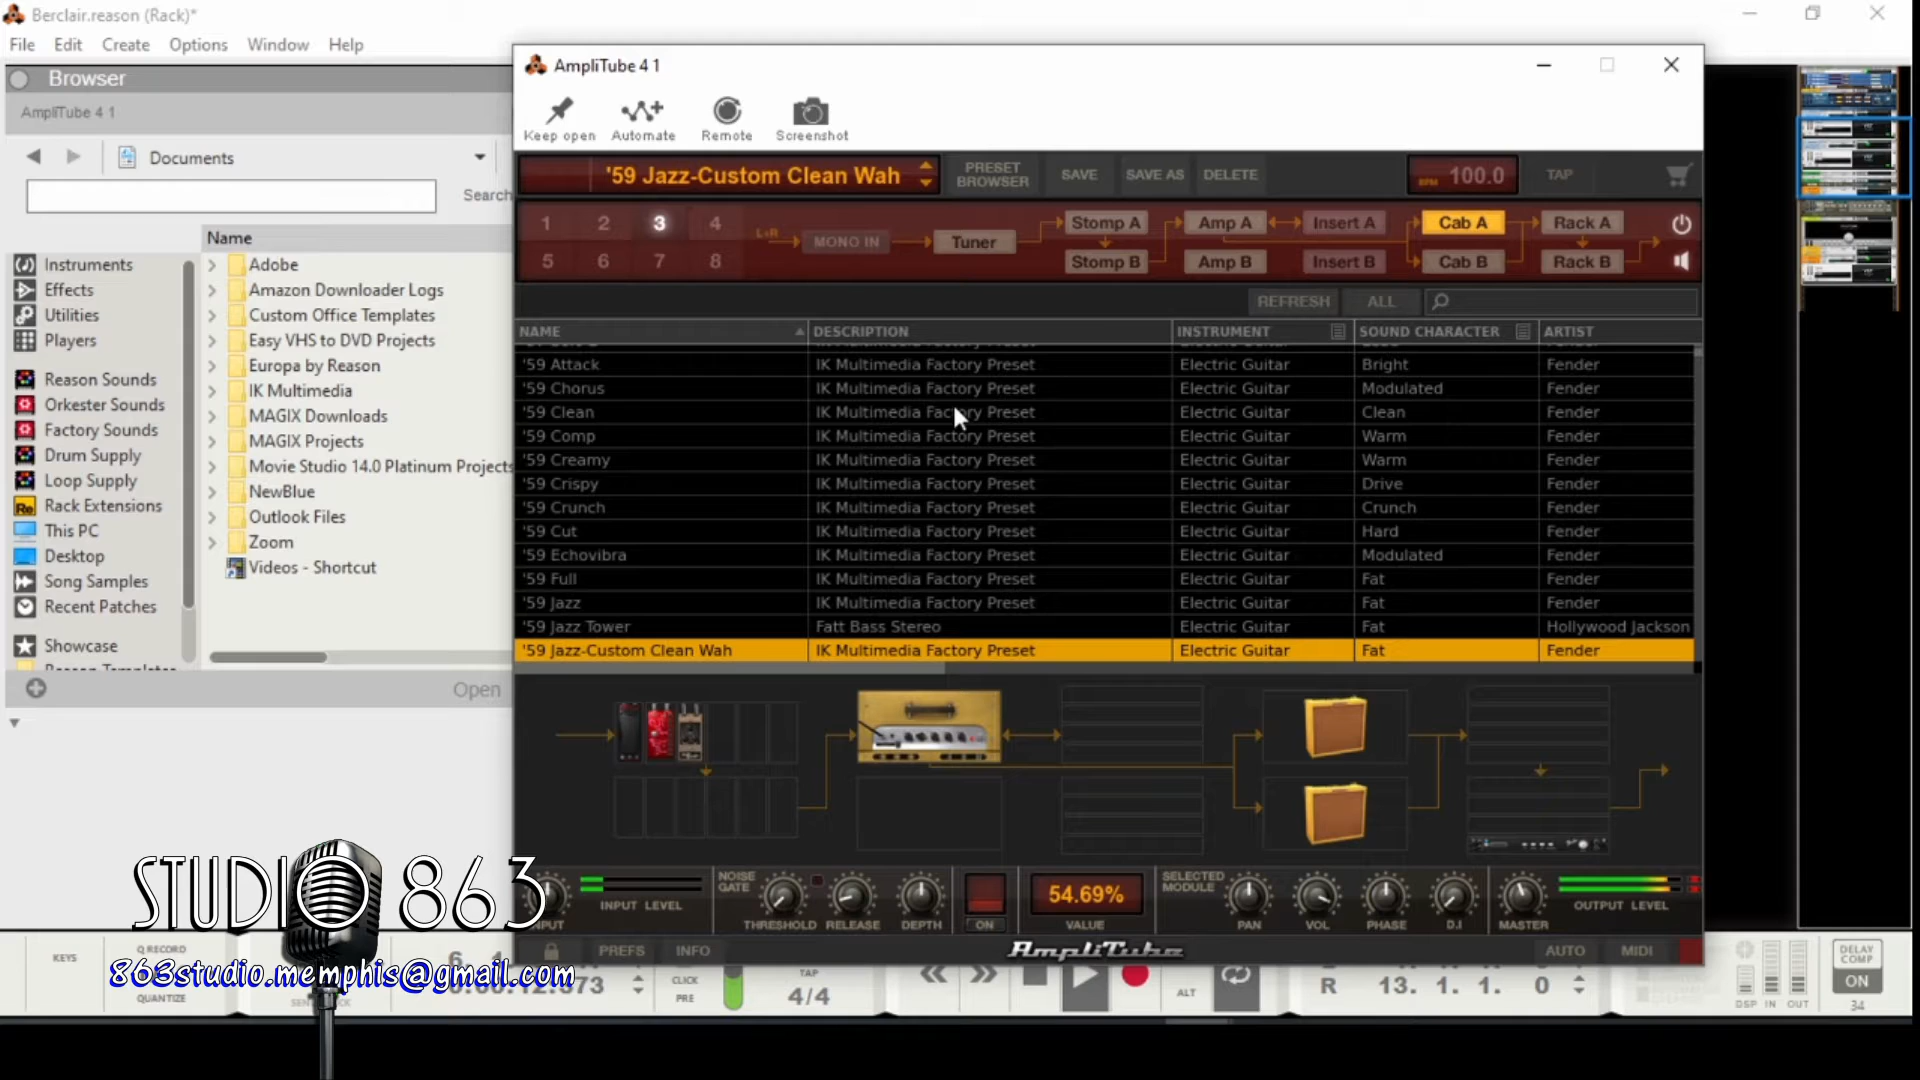 Berclair.reason (Rack)*
File Edit Create Options Window Help
Browser
AmpliTube 4 1
Documents
Search
Name
Instruments
Effects
Utilities
Players
Reason Sounds
Orkester Sounds
Factory Sounds
Drum Supply
Loop Supply
Rack Extensions
This PC
Desktop
Song Samples
Recent Patches
Showcase
Reason Templates
Adobe
Amazon Downloader Logs
Custom Office Templates
Easy VHS to DVD Projects
Europa by Reason
IK Multimedia
MAGIX Downloads
MAGIX Projects
Movie Studio 14.0 Platinum Projects
NewBlue
Outlook Files
Zoom
Videos - Shortcut
Open
AmpliTube 4 1
Keep open Automate Remote Screenshot
'59 Jazz-Custom Clean Wah PRESET BROWSER SAVE SAVE AS DELETE BPM 100.0 TAP
1 2 3 4 L+R MONO IN Tuner Stomp A Amp A Insert A Cab A Rack A
5 6 7 8 Stomp B Amp B Insert B Cab B Rack B
REFRESH ALL
NAME DESCRIPTION INSTRUMENT SOUND CHARACTER ARTIST
'59 Attack IK Multimedia Factory Preset Electric Guitar Bright Fender
'59 Chorus IK Multimedia Factory Preset Electric Guitar Modulated Fender
'59 Clean IK Multimedia Factory Preset Electric Guitar Clean Fender
'59 Comp IK Multimedia Factory Preset Electric Guitar Warm Fender
'59 Creamy IK Multimedia Factory Preset Electric Guitar Warm Fender
'59 Crispy IK Multimedia Factory Preset Electric Guitar Drive Fender
'59 Crunch IK Multimedia Factory Preset Electric Guitar Crunch Fender
'59 Cut IK Multimedia Factory Preset Electric Guitar Hard Fender
'59 Echovibra IK Multimedia Factory Preset Electric Guitar Modulated Fender
'59 Full IK Multimedia Factory Preset Electric Guitar Fat Fender
'59 Jazz IK Multimedia Factory Preset Electric Guitar Fat Fender
'59 Jazz Tower Fatt Bass Stereo Electric Guitar Fat Hollywood Jackson
'59 Jazz-Custom Clean Wah IK Multimedia Factory Preset Electric Guitar Fat Fender
INPUT INPUT LEVEL NOISE GATE THRESHOLD RELEASE DEPTH ON 54.69% VALUE SELECTED MODULE PAN VOL PHASE D.I MASTER OUTPUT LEVEL
PREFS INFO AmpliTube AUTO MIDI
STUDIO 863
863studio.memphis@gmail.com
KEYS
Q RECORD
QUANTIZE
CLICK
PRE
TAP
4/4
ALT
R 13. 1. 1. 0
DSP IN OUT
DELAY COMP
ON
34